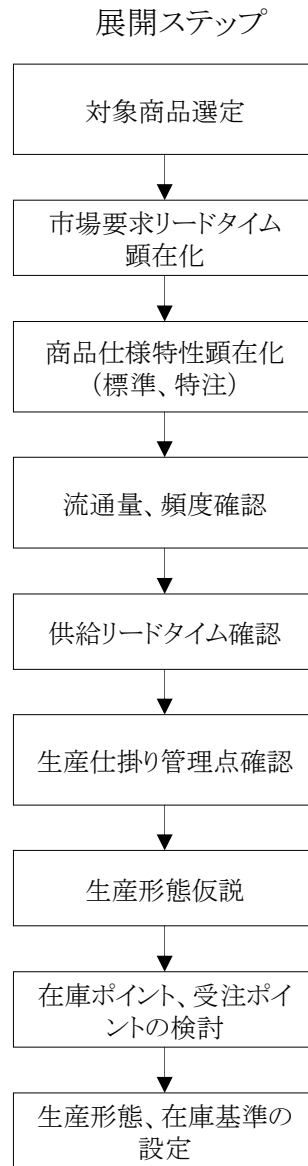 展開ステップ
対象商品選定
市場要求リードタイム
顕在化
商品仕様特性顕在化
（標準、特注）
流通量、頻度確認
供給リードタイム確認
生産仕掛り管理点確認
生産形態仮説
在庫ポイント、受注ポイ
ントの検討
生産形態、在庫基準の
設定